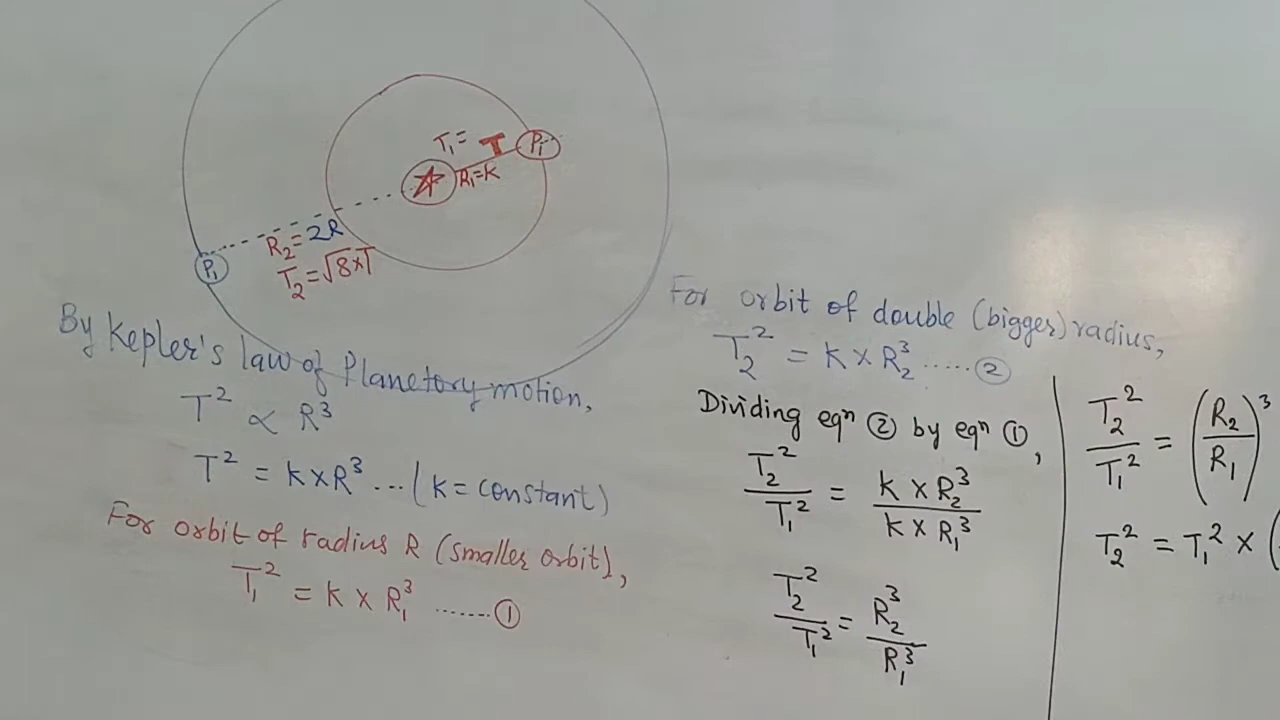 T₁ = T
P₁
R₁=K
R₂ = 2R
T₂ = √8×T
P₁
By Kepler's law of Planetory motion,
T² ∝ R³
T² = K×R³ ... (K = constant)
For orbit of radius R (smaller orbit),
T₁² = K × R₁³ ....... ①
For orbit of double (bigger) radius,
T₂² = K × R₂³ ...... ②
Dividing eqⁿ ② by eqⁿ ①,
T₂²/T₁² = K × R₂³/K × R₁³
T₂²/T₁² = R₂³/R₁³
T₂²/T₁² = (R₂/R₁)³
T₂² = T₁² × (